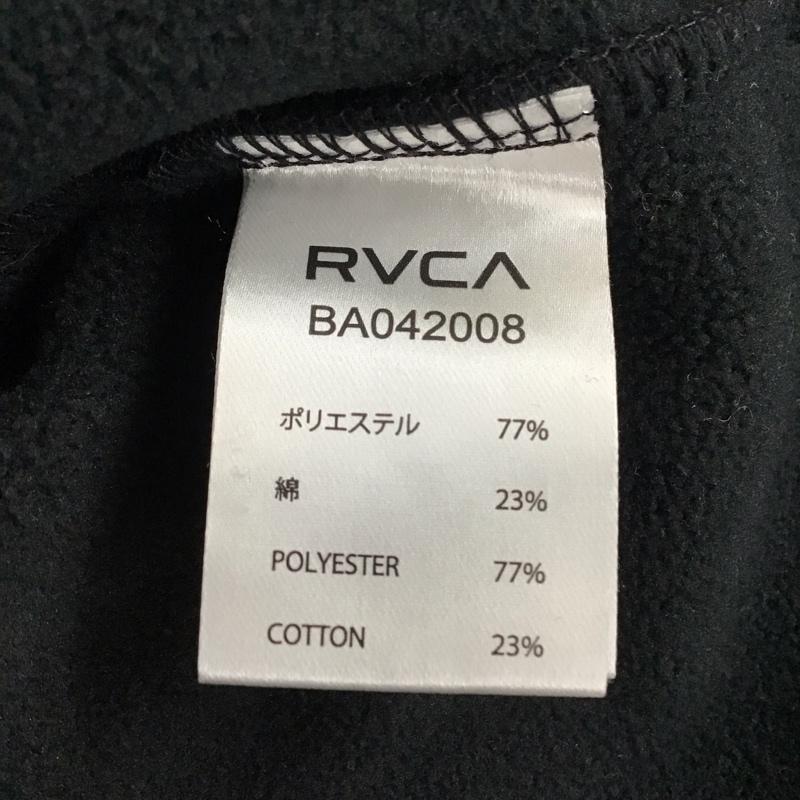 RVCA
BA042008
ポリエステル 77%
綿 23%
POLYESTER 77%
COTTON 23%